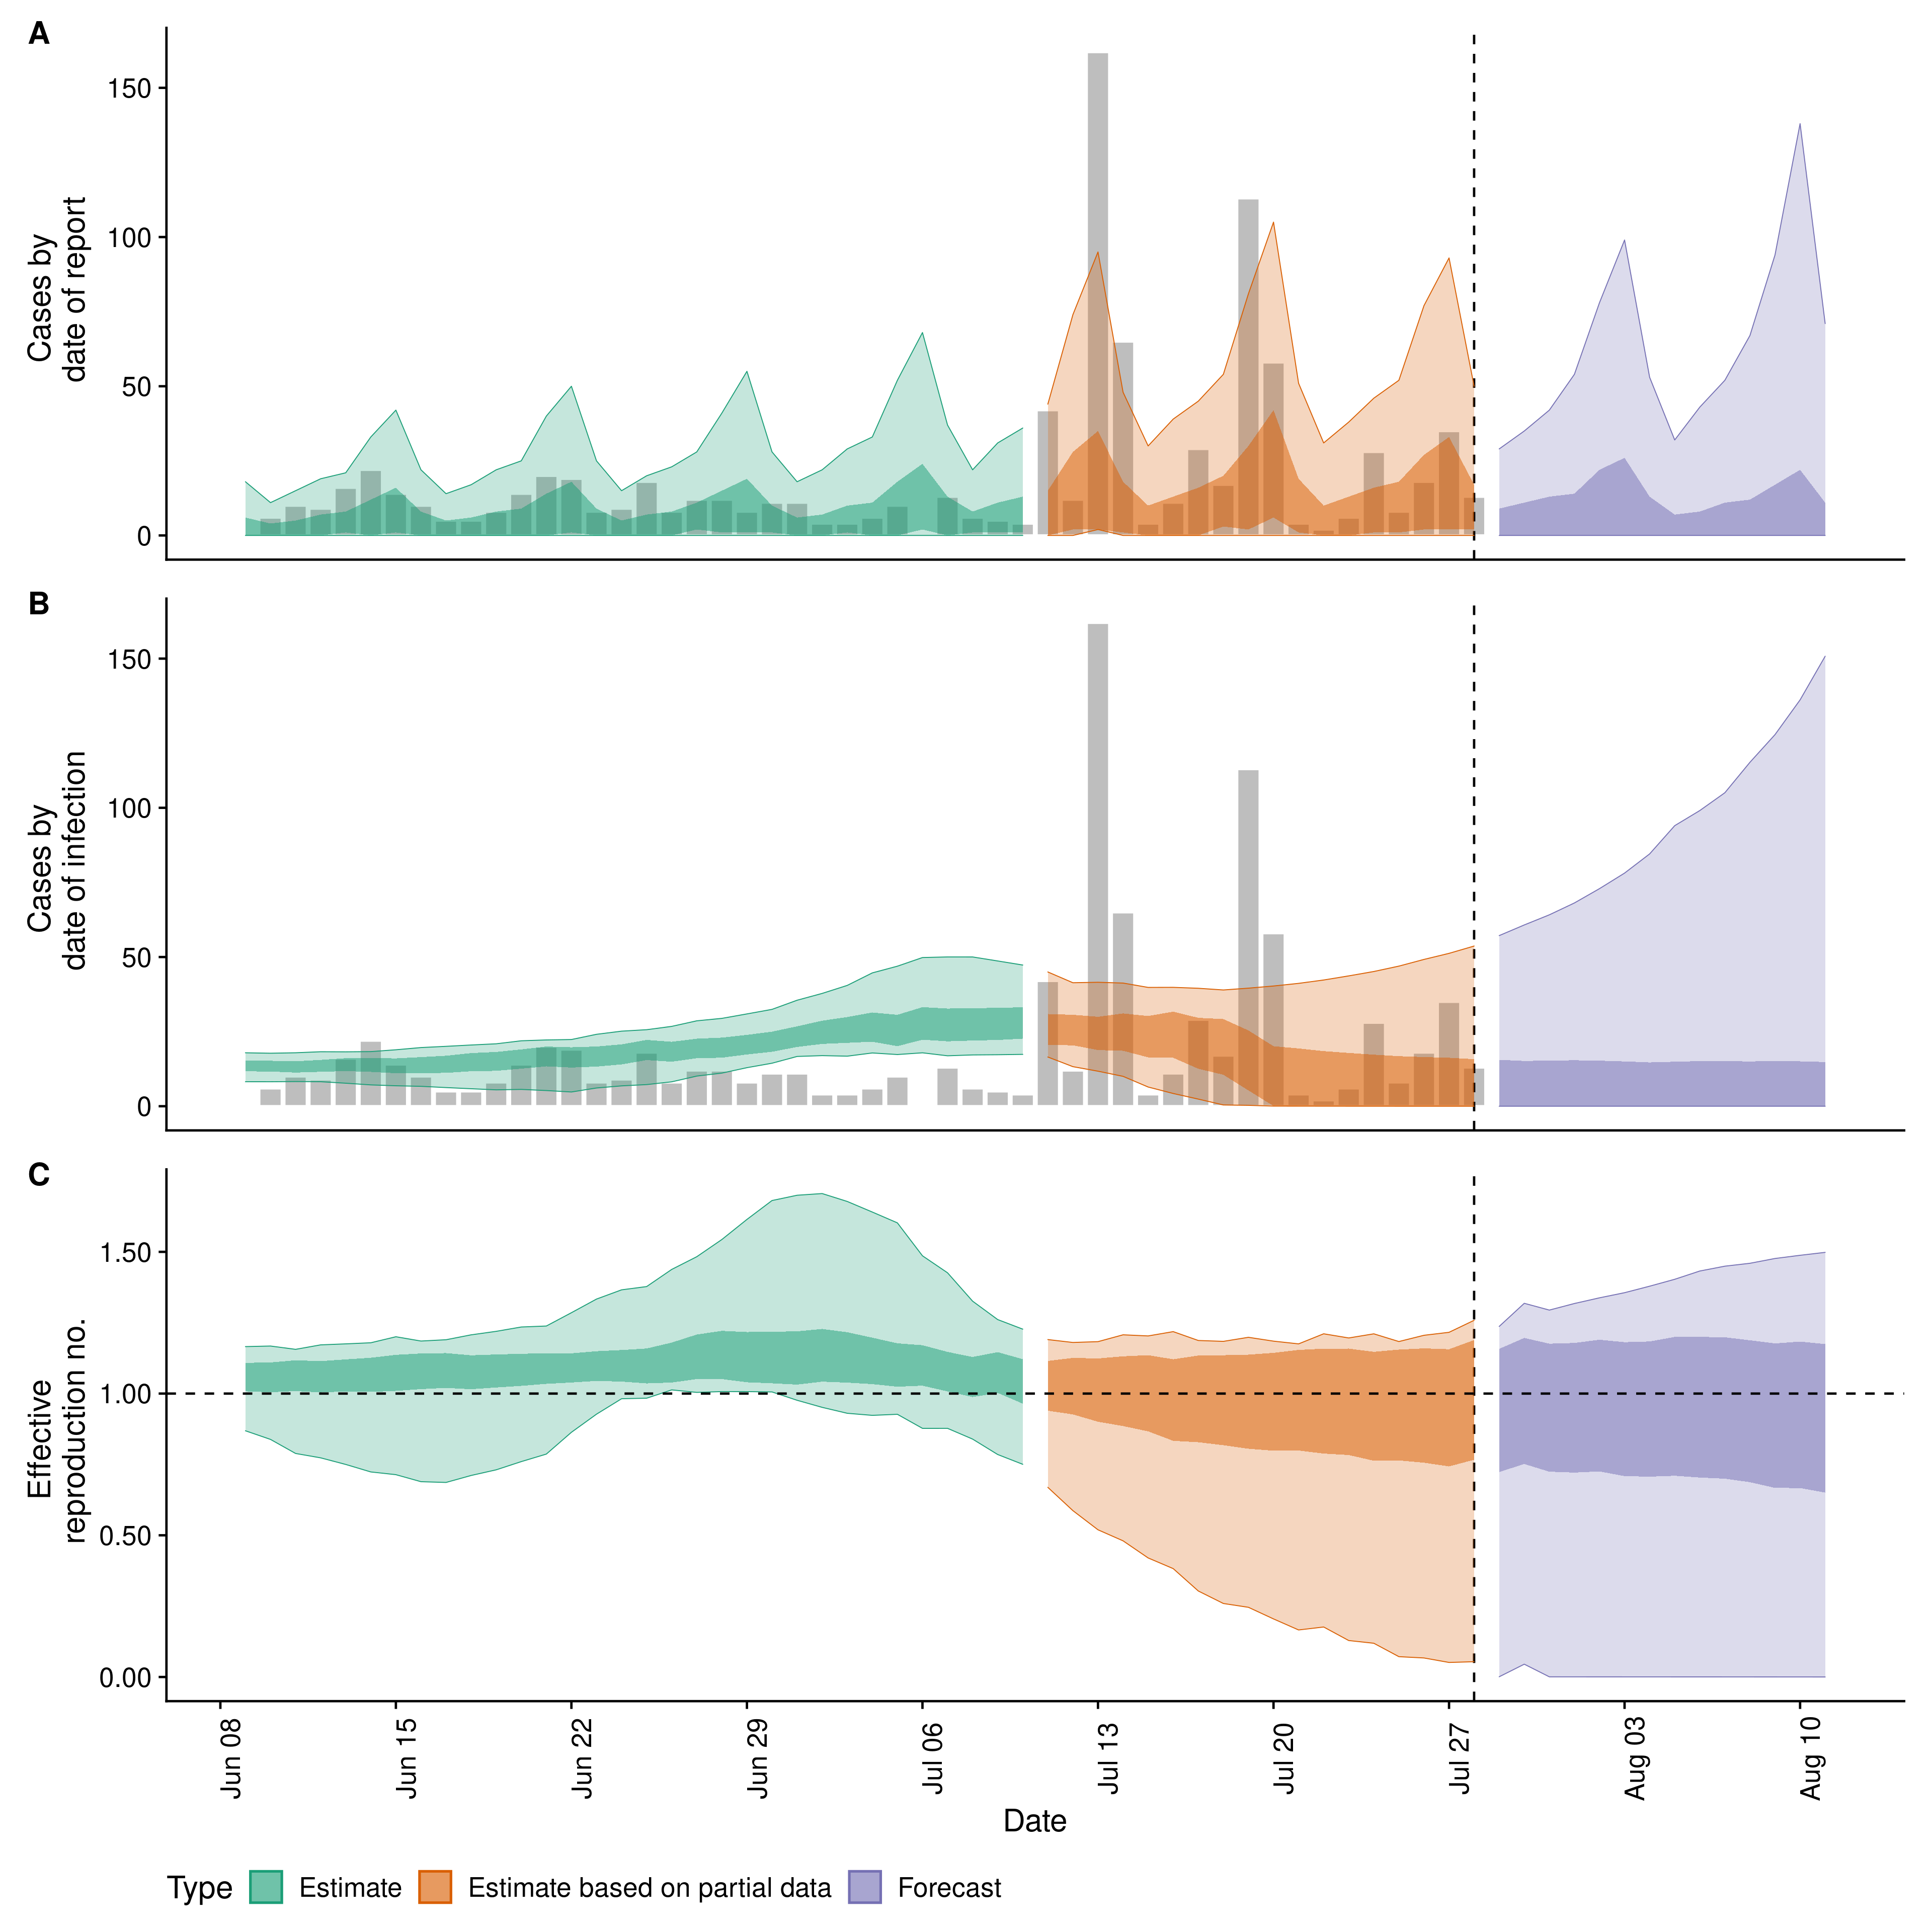 A
150
100
50
0
Cases by
date of report
B
150
100
50
0
Cases by
date of infection
C
1.50
1.00
0.50
0.00
Effective
reproduction no.
Jun 08
Jun 15
Jun 22
Jun 29
Jul 06
Jul 13
Jul 20
Jul 27
Aug 03
Aug 10
Date
Type Estimate Estimate based on partial data Forecast